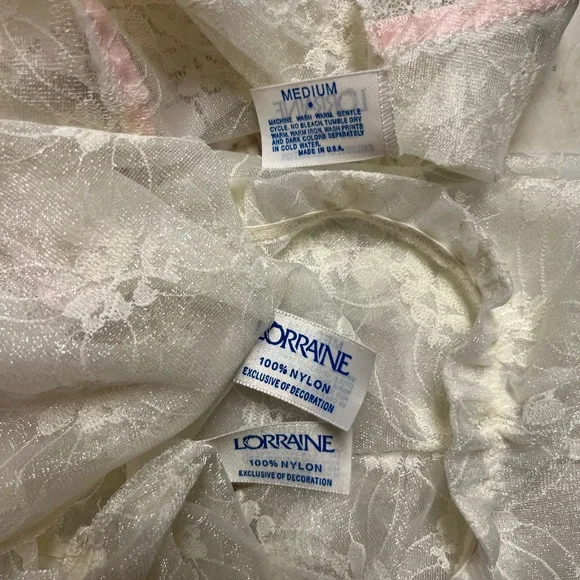 MEDIUM
MACHINE WASH WARM, GENTLE
CYCLE. NO BLEACH, TUMBLE DRY
WARM, WARM IRON, WASH PRINTS
AND DARK COLORS SEPARATELY
IN COLD WATER.
MADE IN U.S.A.
LORRAINE
100% NYLON
EXCLUSIVE OF DECORATION
LORRAINE
100% NYLON
EXCLUSIVE OF DECORATION